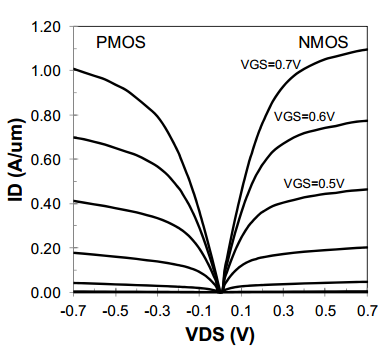 1.20
PMOS NMOS
1.00
VGS=0.7V
0.80
VGS=0.6V
0.60
VGS=0.5V
0.40
0.20
0.00
-0.7 -0.5 -0.3 -0.1 0.1 0.3 0.5 0.7
ID (A/um)
VDS (V)